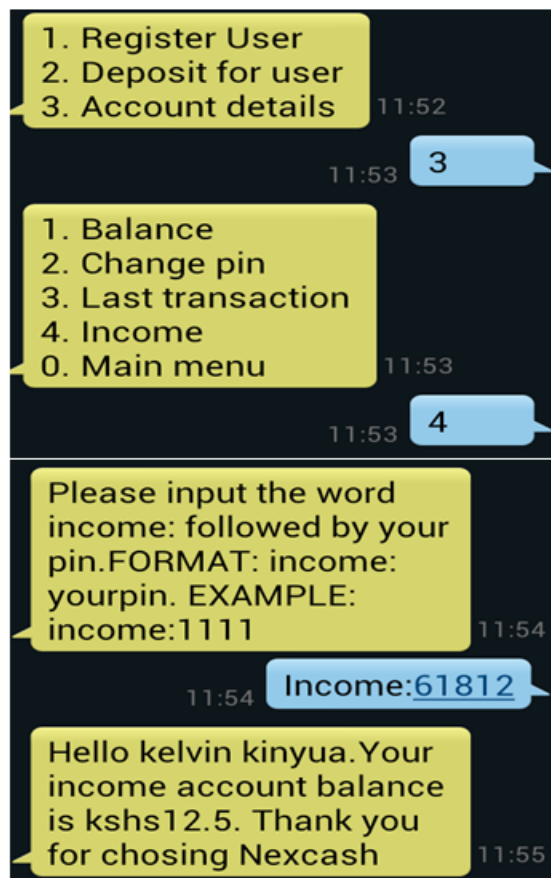 1. Register User
2. Deposit for user
3. Account details
11:52
3
11:53
1. Balance
2. Change pin
3. Last transaction
4. Income
0. Main menu
11:53
4
11:53
Please input the word
income: followed by your
pin.FORMAT: income:
yourpin. EXAMPLE:
income:1111
11:54
Income:61812
11:54
Hello kelvin kinyua.Your
income account balance
is kshs12.5. Thank you
for chosing Nexcash
11:55